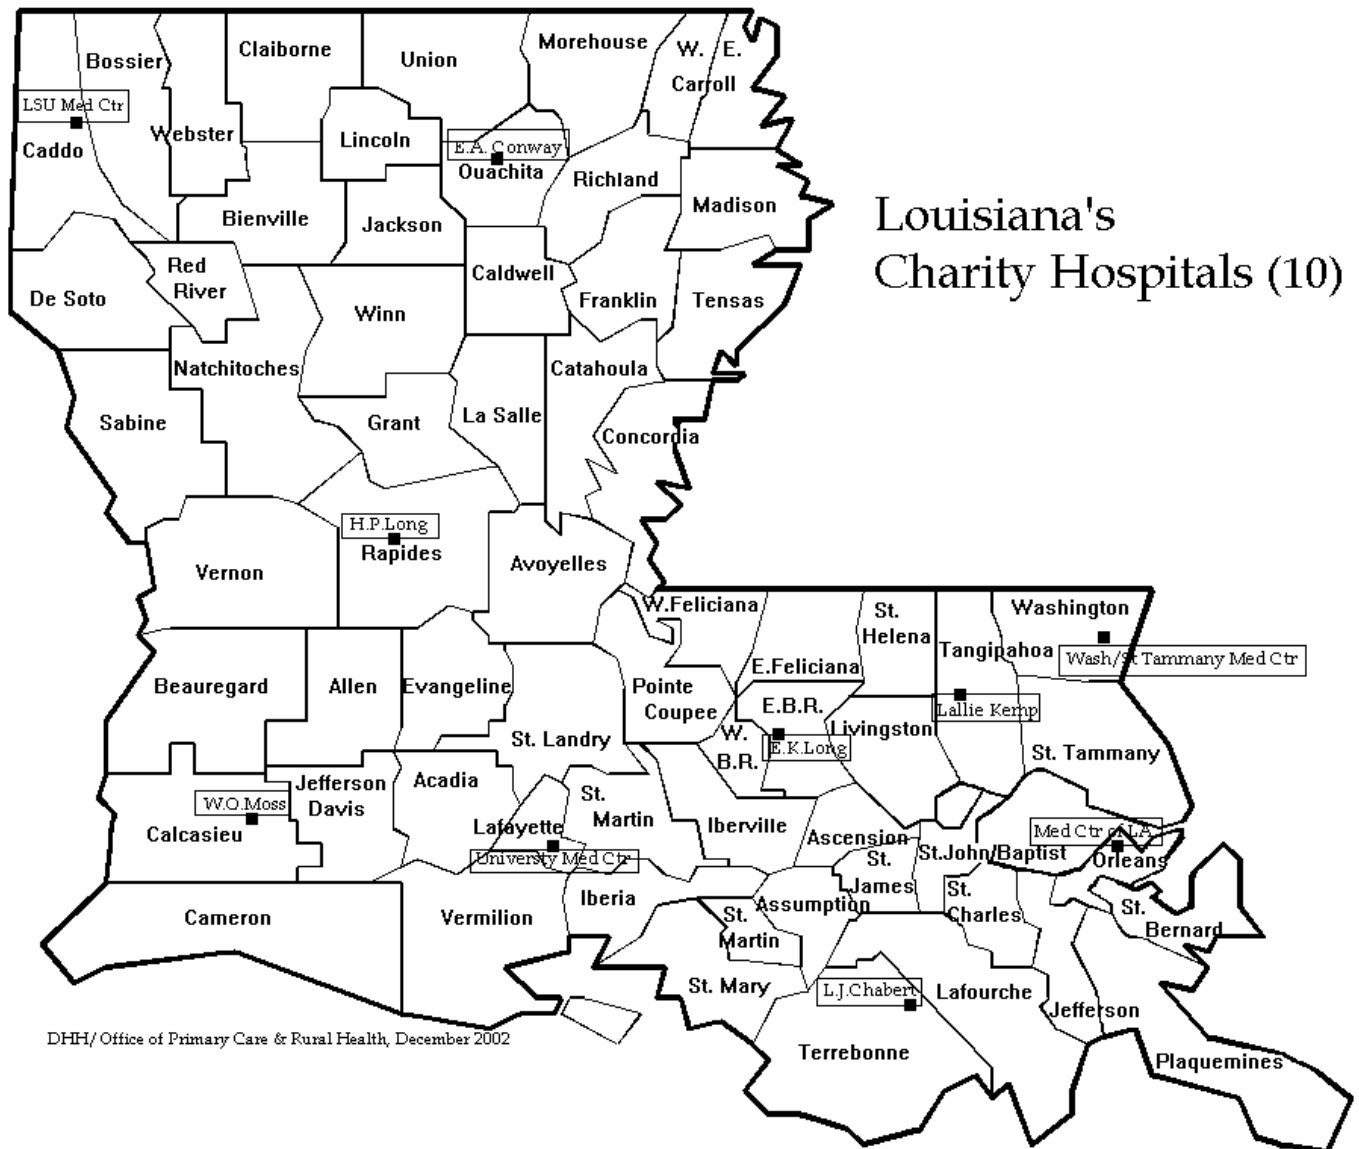 Louisiana's
Charity Hospitals (10)
Bossier
Claiborne
Union
Morehouse
W. E.
Carroll
LSU Med Ctr
Caddo
Webster
Lincoln
E.A. Conway
Ouachita
Richland
Madison
Bienville
Jackson
Red
River
De Soto
Caldwell
Franklin
Tensas
Winn
Natchitoches
Catahoula
Sabine
Grant
La Salle
Concordia
H.P.Long
Rapides
Vernon
Avoyelles
W.Feliciana
St.
Helena
Washington
Tangipahoa
Wash/St Tammany Med Ctr
E.Feliciana
Beauregard
Allen
Evangeline
Pointe
Coupee
E.B.R.
Lallie Kemp
W.
B.R.
E.K.Long
Livingston
St. Landry
St. Tammany
Jefferson
Davis
Acadia
St.
Martin
W.O.Moss
Calcasieu
Lafayette
University Med Ctr
Iberville
Ascension
Med Ctr of LA
Orleans
St.
James
St.John/Baptist
Cameron
Vermilion
Iberia
Assumption
St.
Charles
St.
Bernard
St.
Martin
St. Mary
L.J.Chabert
Lafourche
Jefferson
Terrebonne
Plaquemines
DHH/ Office of Primary Care & Rural Health, December 2002